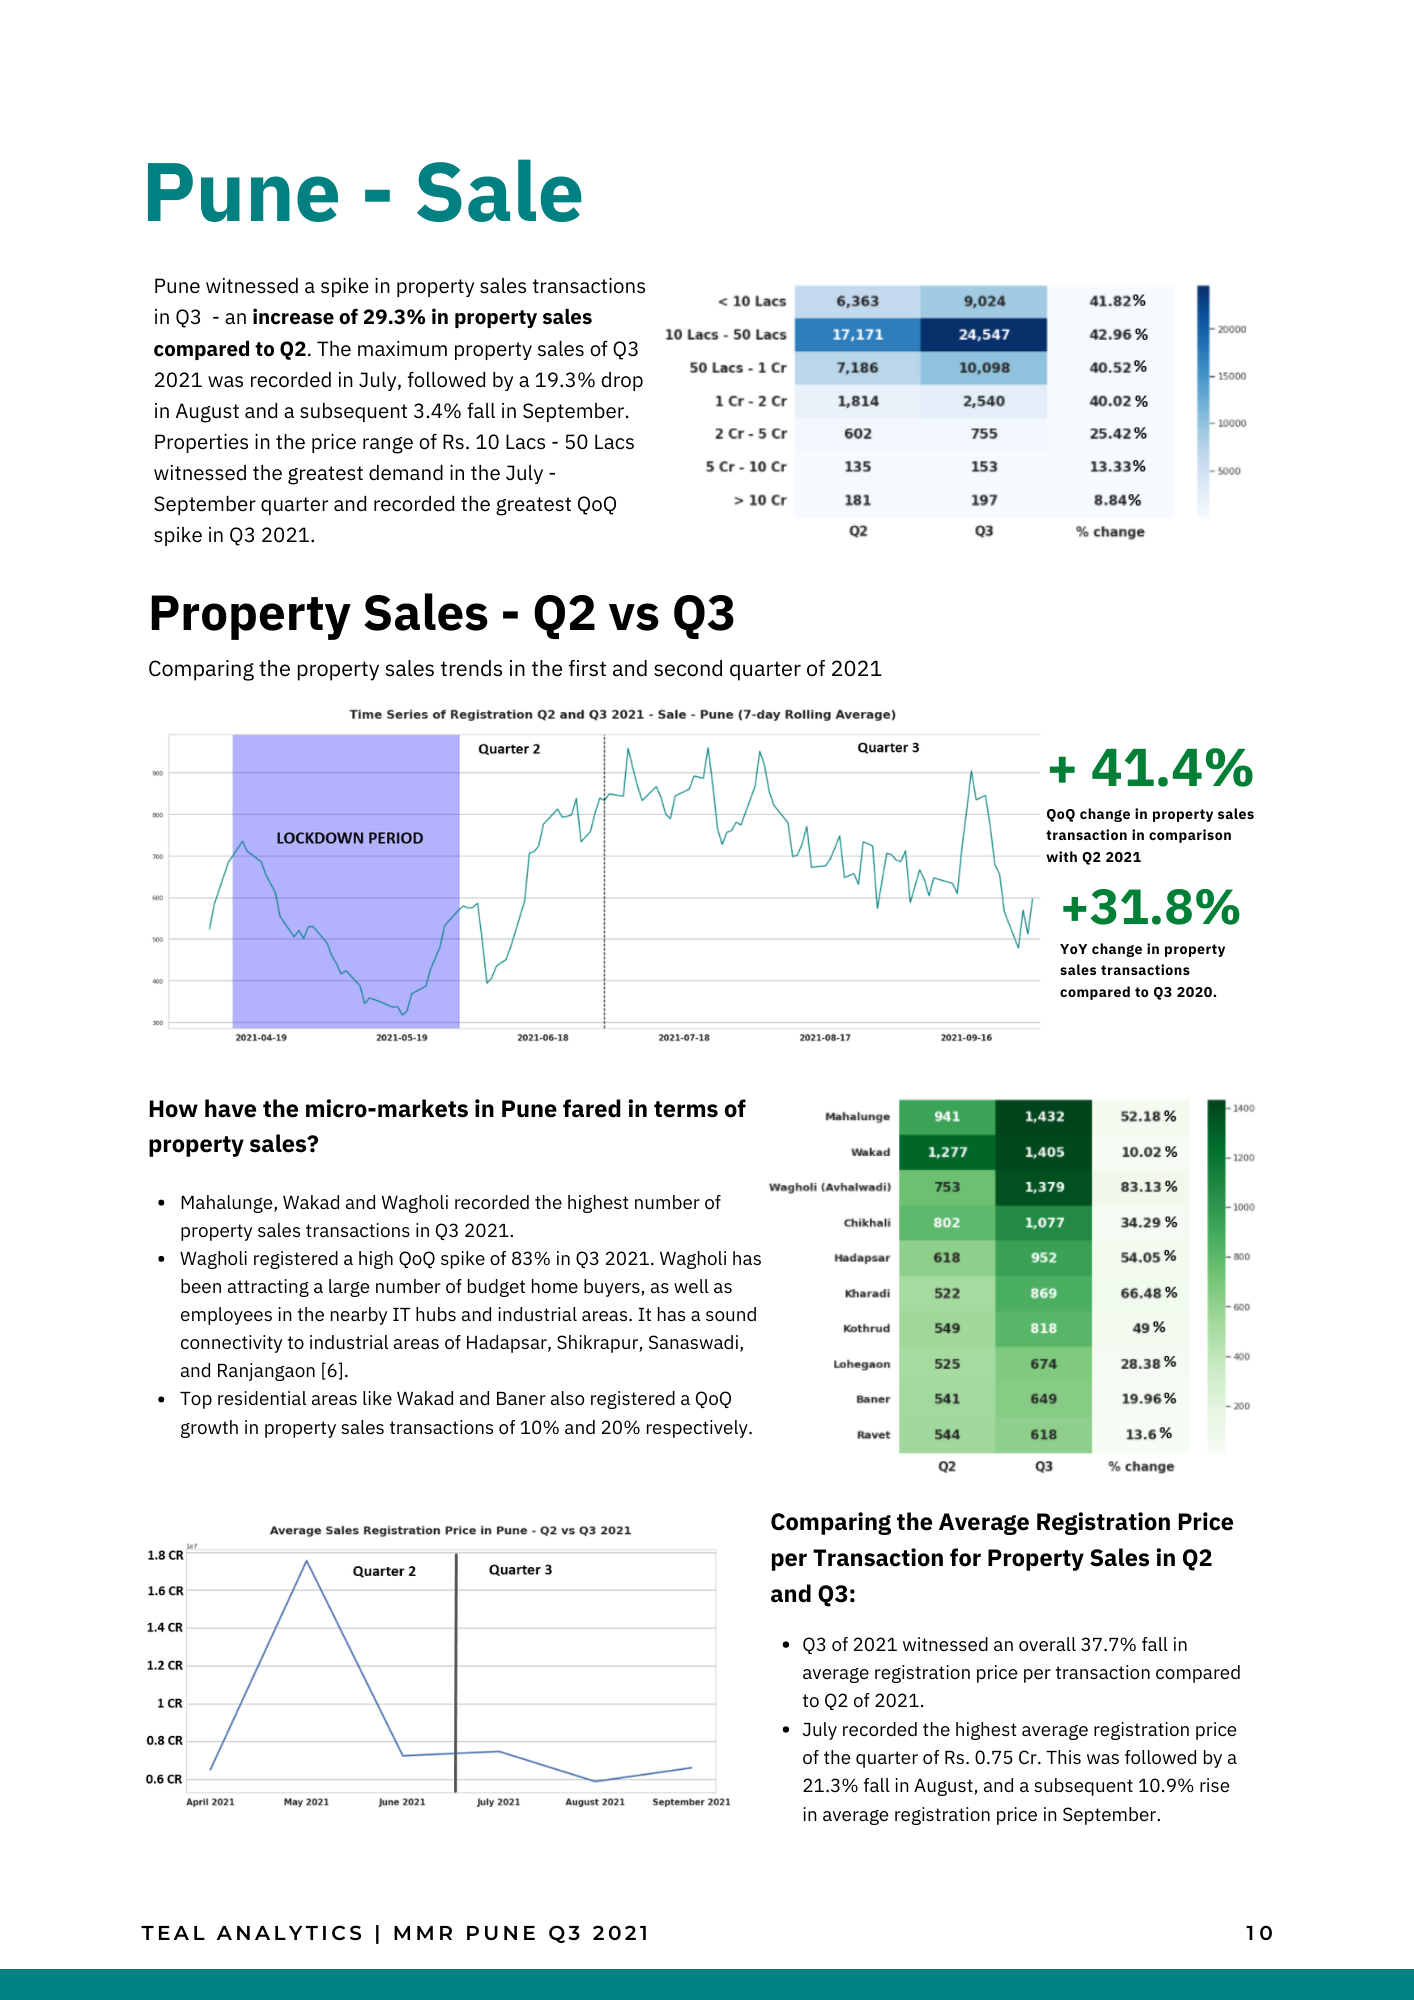 Pune - Sale
Pune witnessed a spike in property sales transactions
in Q3 - an increase of 29.3% in property sales
compared to Q2. The maximum property sales of Q3
2021 was recorded in July, followed by a 19.3% drop
in August and a subsequent 3.4% fall in September.
Properties in the price range of Rs. 10 Lacs - 50 Lacs
witnessed the greatest demand in the July -
September quarter and recorded the greatest QoQ
spike in Q3 2021.
< 10 Lacs 6,363 9,024 41.82%
10 Lacs - 50 Lacs 17,171 24,547 42.96 %
50 Lacs - 1 Cr 7,186 10,098 40.52 %
1 Cr - 2 Cr 1,814 2,540 40.02 %
2 Cr - 5 Cr 602 755 25.42 %
5 Cr - 10 Cr 135 153 13.33%
> 10 Cr 181 197 8.84%
Q2 Q3 % change
20000
15000
10000
5000
Property Sales - Q2 vs Q3
Comparing the property sales trends in the first and second quarter of 2021
Time Series of Registration Q2 and Q3 2021 - Sale - Pune (7-day Rolling Average)
Quarter 2 Quarter 3
LOCKDOWN PERIOD
900
800
700
600
500
400
300
2021-04-19 2021-05-19 2021-06-18 2021-07-18 2021-08-17 2021-09-16
+ 41.4%
QoQ change in property sales
transaction in comparison
with Q2 2021
+31.8%
YoY change in property
sales transactions
compared to Q3 2020.
How have the micro-markets in Pune fared in terms of
property sales?
• Mahalunge, Wakad and Wagholi recorded the highest number of
property sales transactions in Q3 2021.
• Wagholi registered a high QoQ spike of 83% in Q3 2021. Wagholi has
been attracting a large number of budget home buyers, as well as
employees in the nearby IT hubs and industrial areas. It has a sound
connectivity to industrial areas of Hadapsar, Shikrapur, Sanaswadi,
and Ranjangaon [6].
• Top residential areas like Wakad and Baner also registered a QoQ
growth in property sales transactions of 10% and 20% respectively.
Mahalunge 941 1,432 52.18 %
Wakad 1,277 1,405 10.02 %
Wagholi (Avhalwadi) 753 1,379 83.13 %
Chikhali 802 1,077 34.29 %
Hadapsar 618 952 54.05 %
Kharadi 522 869 66.48 %
Kothrud 549 818 49 %
Lohegaon 525 674 28.38 %
Baner 541 649 19.96 %
Ravet 544 618 13.6 %
Q2 Q3 % change
1400
1200
1000
800
600
400
200
Average Sales Registration Price in Pune - Q2 vs Q3 2021
1e7
Quarter 2 Quarter 3
1.8 CR
1.6 CR
1.4 CR
1.2 CR
1 CR
0.8 CR
0.6 CR
April 2021 May 2021 June 2021 July 2021 August 2021 September 2021
Comparing the Average Registration Price
per Transaction for Property Sales in Q2
and Q3:
• Q3 of 2021 witnessed an overall 37.7% fall in
average registration price per transaction compared
to Q2 of 2021.
• July recorded the highest average registration price
of the quarter of Rs. 0.75 Cr. This was followed by a
21.3% fall in August, and a subsequent 10.9% rise
in average registration price in September.
TEAL ANALYTICS | MMR PUNE Q3 2021 10